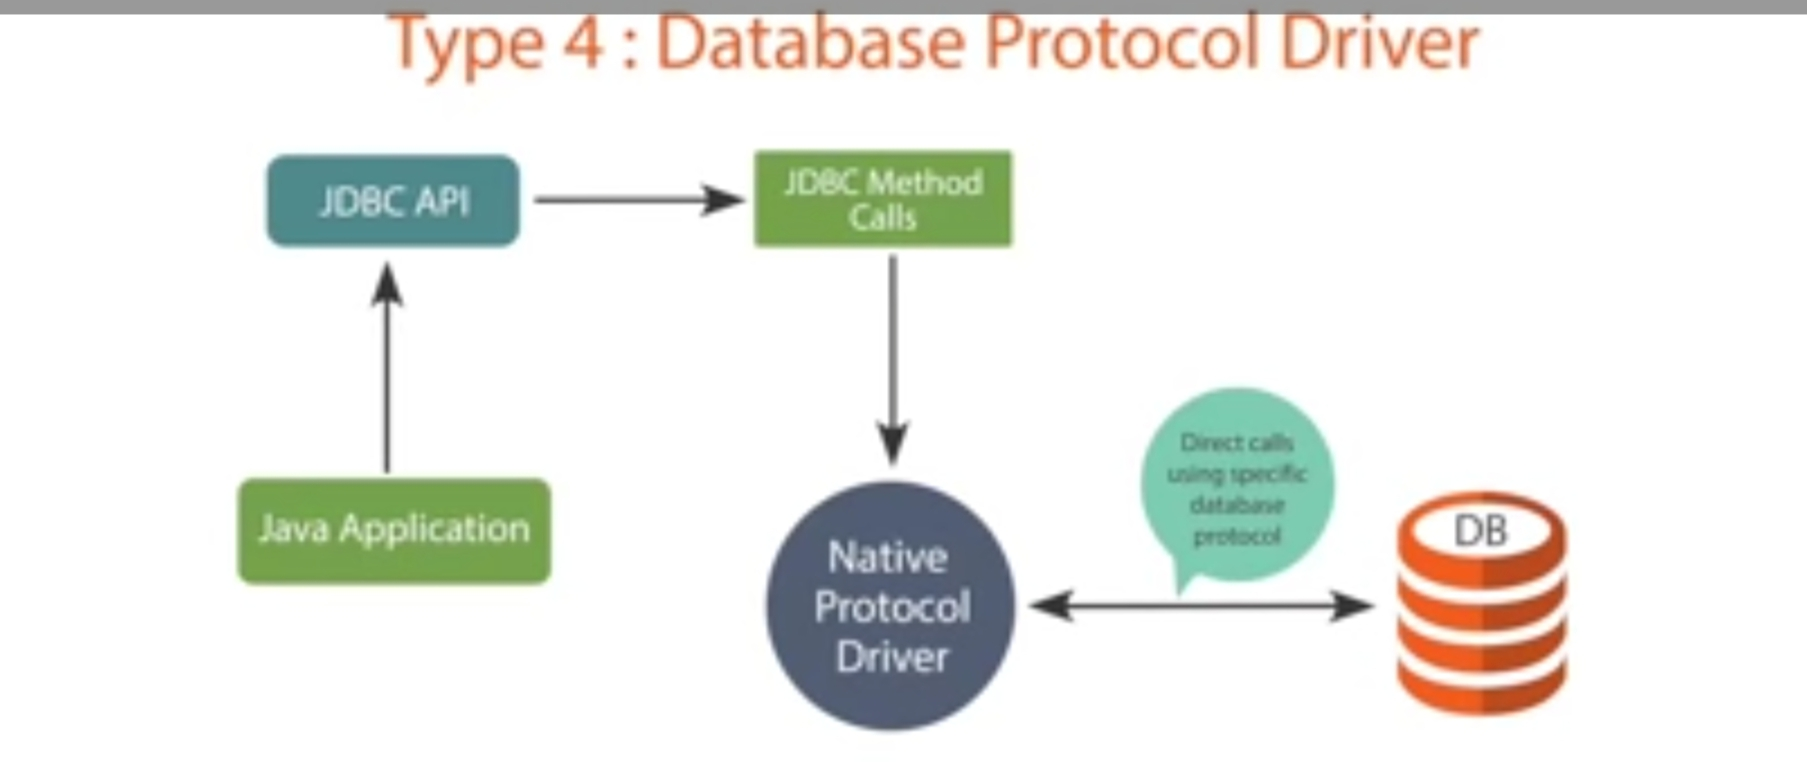 Type 4 : Database Protocol Driver
JDBC API
JDBC Method
Calls
Java Application
Native
Protocol
Driver
Direct calls
using specific
database
protocol
DB